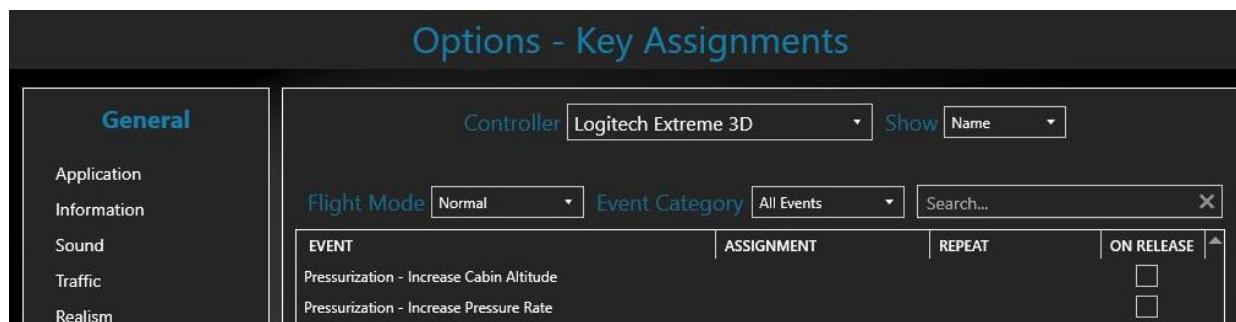 Options - Key Assignments
General
Application
Information
Sound
Traffic
Realism
Controller Logitech Extreme 3D Show Name
Flight Mode Normal Event Category All Events Search...
EVENT ASSIGNMENT REPEAT ON RELEASE
Pressurization - Increase Cabin Altitude
Pressurization - Increase Pressure Rate